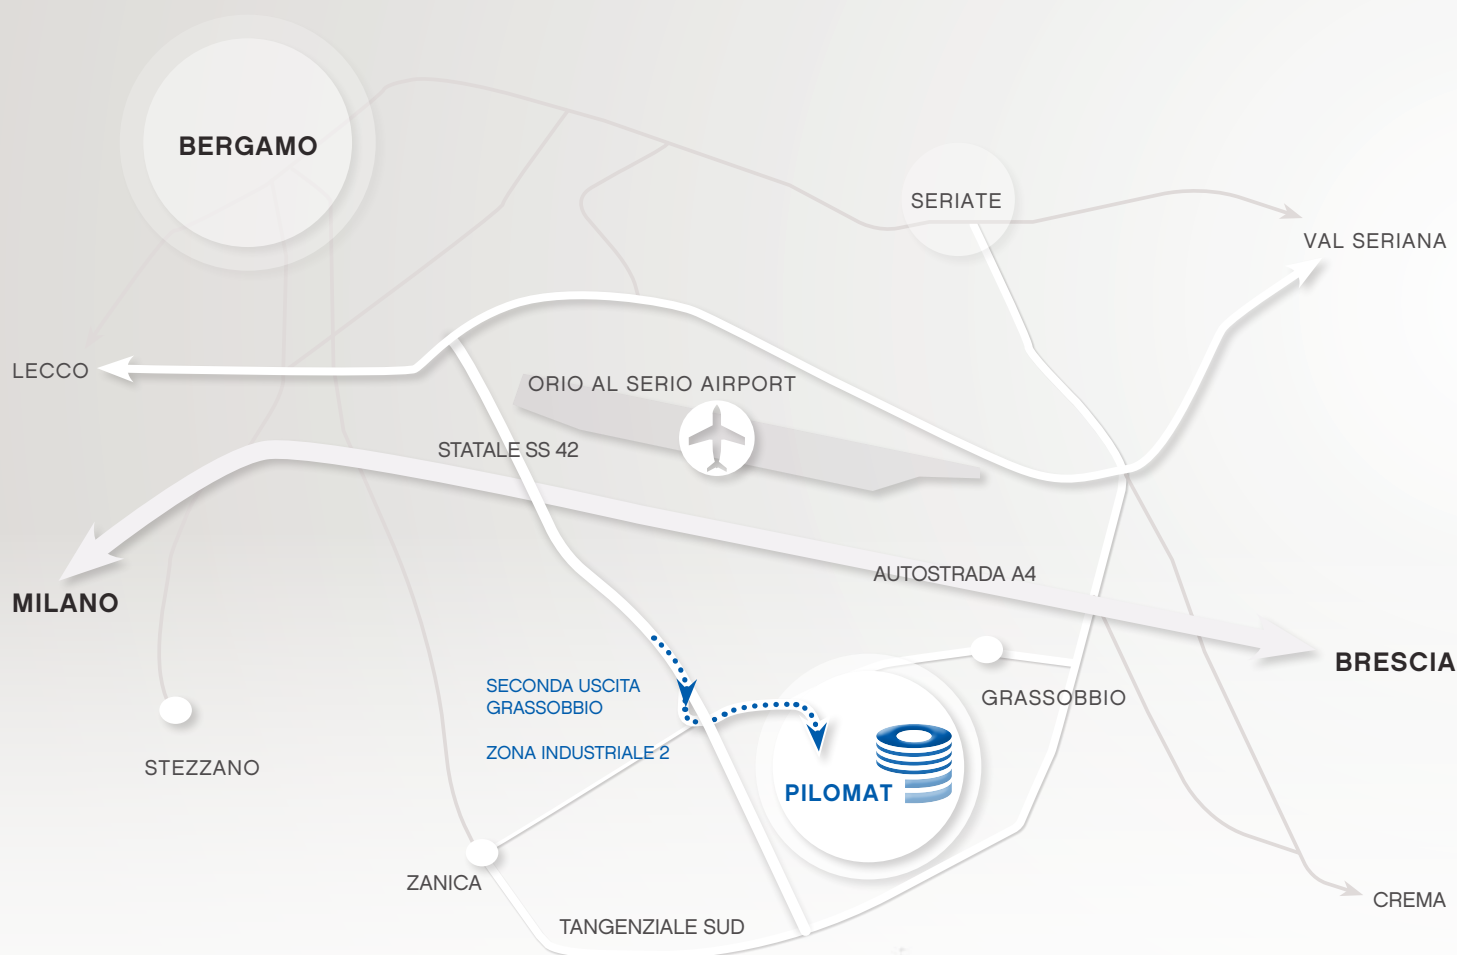 BERGAMO
SERIATE
VAL SERIANA
LECCO
ORIO AL SERIO AIRPORT
STATALE SS 42
AUTOSTRADA A4
MILANO
BRESCIA
SECONDA USCITA
GRASSOBBIO
ZONA INDUSTRIALE 2
GRASSOBBIO
STEZZANO
PILOMAT
ZANICA
CREMA
TANGENZIALE SUD